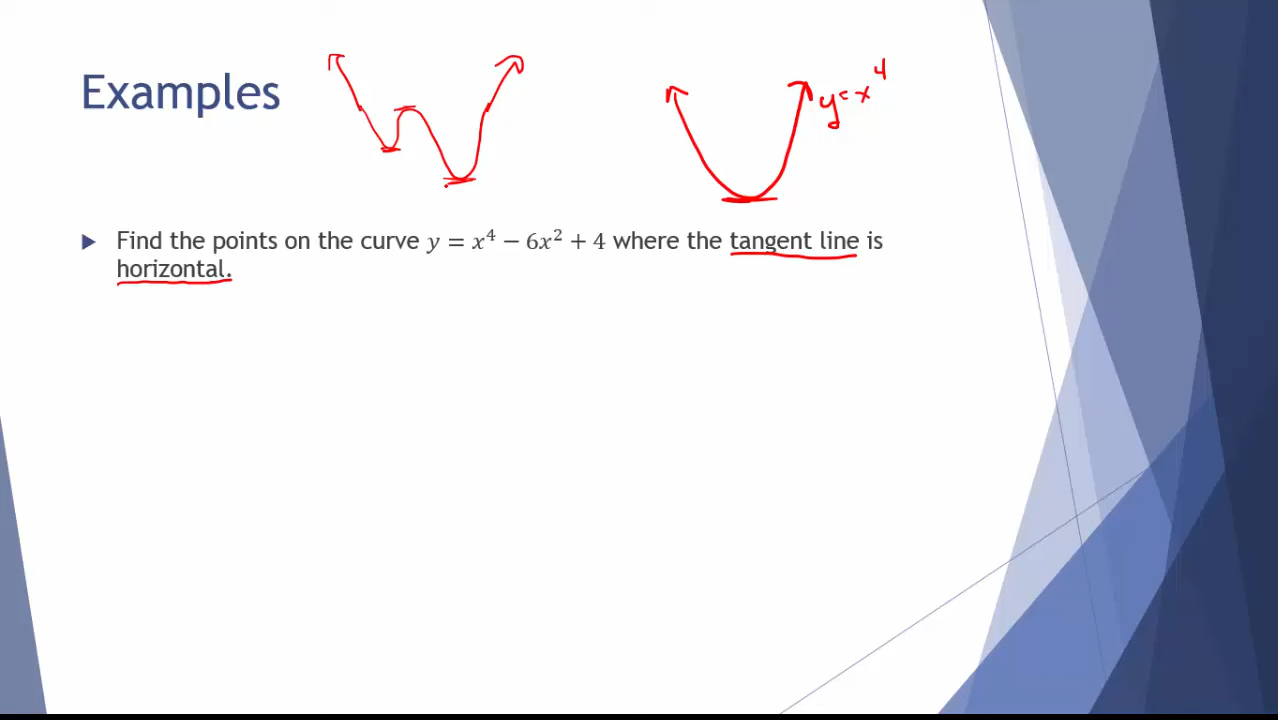 Examples
y = x⁴
Find the points on the curve y = x⁴ − 6x² + 4 where the tangent line is
horizontal.